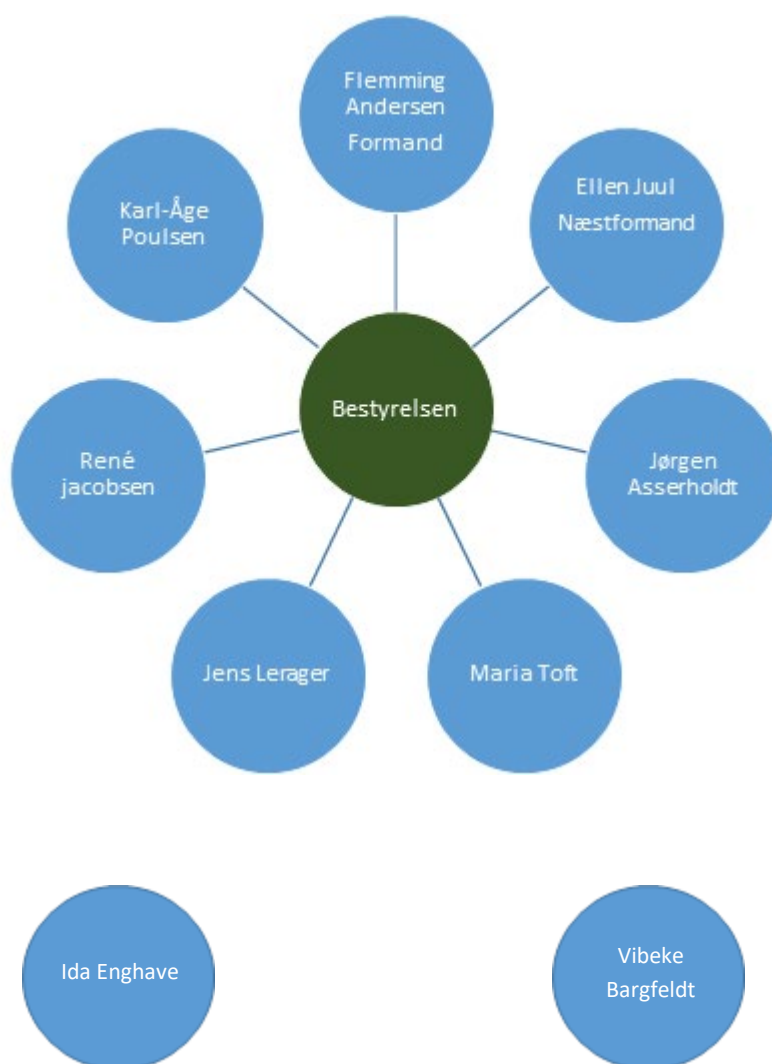 Flemming
Andersen
Formand
Ellen Juul
Næstformand
Karl-Åge
Poulsen
Bestyrelsen
René
jacobsen
Jørgen
Asserholdt
Jens Lerager
Maria Toft
Ida Enghave
Vibeke
Bargfeldt